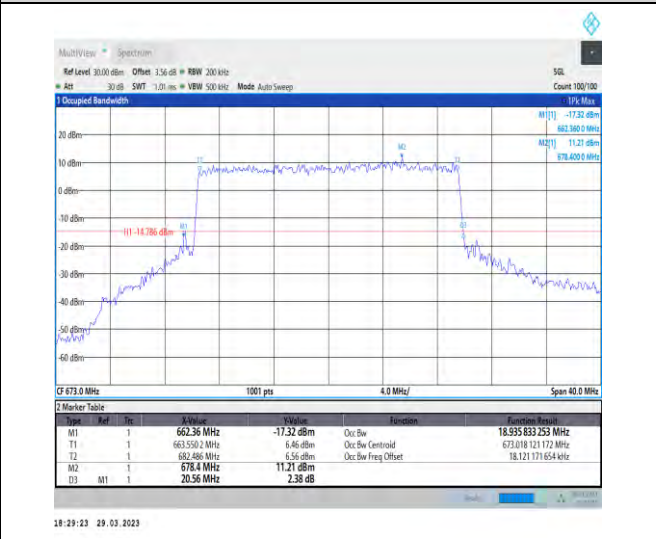 MultiView Spectrum
Ref Level 30.00 dBm Offset 3.56 dB RBW 200 kHz SGL
Att 30 dB SWT 1.01 ms VBW 500 kHz Mode Auto Sweep Count 100/100
1 Occupied Bandwidth 1Pk Max
M1[1] -17.32 dBm
662.3600 MHz
M2[1] 11.21 dBm
678.4000 MHz
20 dBm
M2
10 dBm
T1
T2
0 dBm
-10 dBm
M1
H1 -14.786 dBm
D3
-20 dBm
-30 dBm
-40 dBm
-50 dBm
-60 dBm
CF 673.0 MHz 1001 pts 4.0 MHz/ Span 40.0 MHz
2 Marker Table
Type Ref Trc X-Value Y-Value Function Function Result
M1 1 662.36 MHz -17.32 dBm Occ Bw 18.935 833 253 MHz
T1 1 663.550 2 MHz 6.46 dBm Occ Bw Centroid 673.018 121 172 MHz
T2 1 682.486 MHz 6.56 dBm Occ Bw Freq Offset 18.121 171 654 kHz
M2 1 678.4 MHz 11.21 dBm
D3 M1 1 20.56 MHz 2.38 dB
18:29:23 29.03.2023